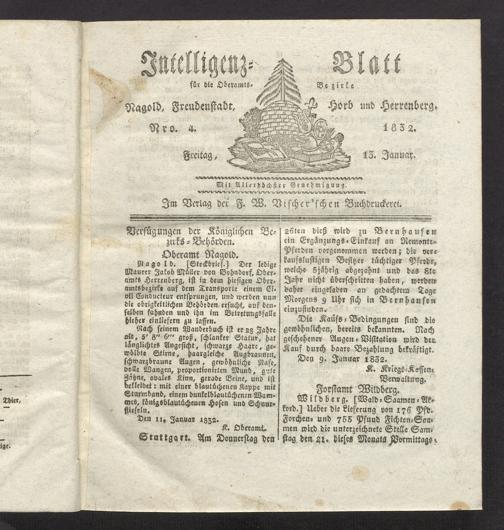 Intelligenz- Blatt
für die Oberamts- Bezirke
Nagold, Freudenstadt, Horb und Herrenberg.
Nro. 4. 1832.
Freitag, 13. Januar.
Mit Allerhöchster Genehmigung.
Im Verlag der F. W. Vischer'schen Buchdruckerei.
Verfügungen der Königlichen Be-
zirks-Behörden.
Oberamt Nagold.
Nagold. [Steckbrief.] Der ledige
Maurer Jakob Müller von Bondorf, Ober-
amts Herrenberg, ist in dem hiesigen Ober-
amtsbezirk auf dem Transporte einem Ci-
vil Conducteur entsprungen, und werden nun
die obrigkeitlichen Behörden ersucht, auf den-
selben fahnden und ihn im Betretungsfalle
hieher einliefern zu lassen.
Nach seinem Wanderbuch ist er 29 Jahre
alt, 5' 8" 6''' groß, schlanker Statur, hat
länglichtes Angesicht, schwarze Haare, ge-
wölbte Stirne, haargleiche Augbraunen,
schwarzbraune Augen, gewöhnliche Nase,
volle Wangen, proportionirten Mund, gute
Zähne, ovales Kinn, gerade Beine, und ist
bekleidet: mit einer blautüchenen Kappe mit
Sturmband, einem dunkelblautüchenen Wam-
mes, königsblautüchenen Hosen und Schnur-
stiefeln.
Den 11. Januar 1832.
K. Oberamt.
Stuttgart. Am Donnerstag den
26sten dieß wird zu Bernhausen
ein Ergänzungs-Einkauf an Remonte-
Pferden vorgenommen werden; die ver-
kaufslustigen Besitzer tüchtiger Pferde,
welche 5jährig abgezahnt und das 8te
Jahr nicht überschritten haben, werden
daher eingeladen an gedachtem Tage
Morgens 9 Uhr sich in Bernhausen
einzufinden.
Die Kaufs-Bedingungen sind die
gewöhnlichen, bereits bekannten. Nach
geschehener Augen-Visitation wird der
Kauf durch baare Bezahlung bekräftigt.
Den 9. Januar 1832.
K. Kriegs-Kassen-
Verwaltung.
Forstamt Wildberg.
Wildberg. [Wald-Saamen-Ak-
kord.] Ueber die Lieferung von 176 Pfd.
Forchen- und 755 Pfund Fichten-Saa-
men wird die unterzeichnete Stelle Sam-
stag den 21. dieses Monats Vormittags